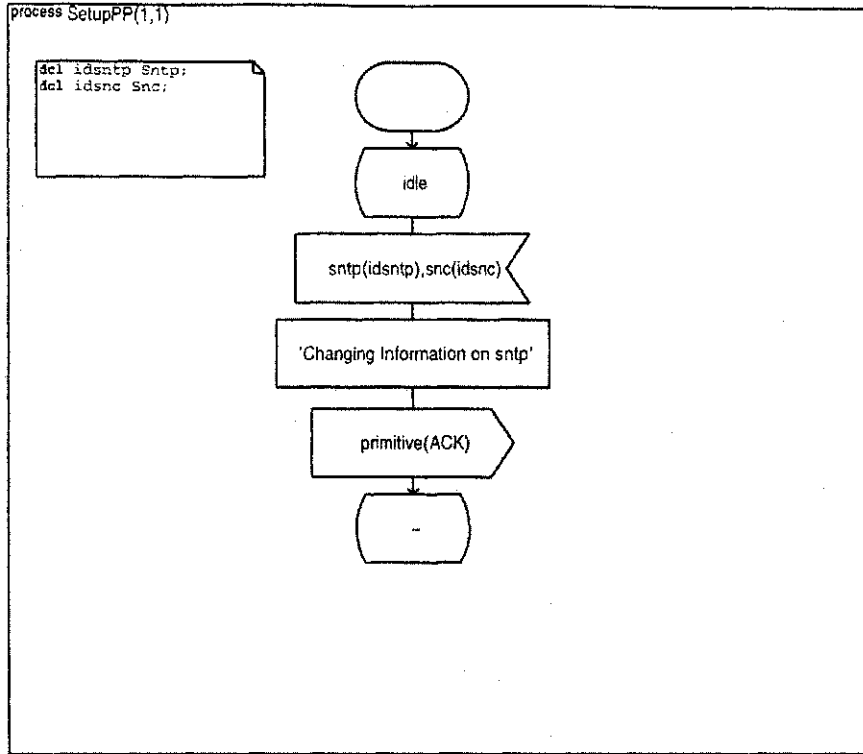 process SetupPP(1,1)
dcl idsntp Sntp;
dcl idsnc Snc;
idle
sntp(idsntp),snc(idsnc)
'Changing Information on sntp'
primitive(ACK)
-